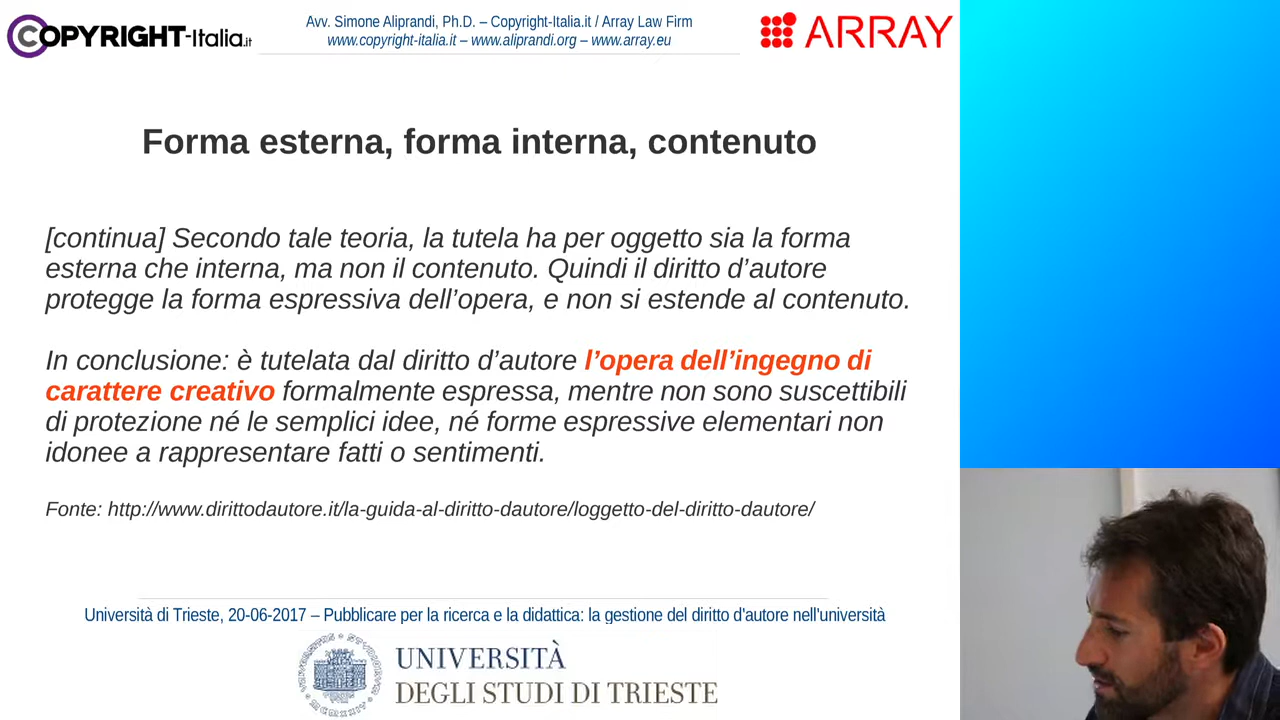 COPYRIGHT-Italia.it
Avv. Simone Aliprandi, Ph.D. – Copyright-Italia.it / Array Law Firm
www.copyright-italia.it – www.aliprandi.org – www.array.eu
ARRAY
Forma esterna, forma interna, contenuto
[continua] Secondo tale teoria, la tutela ha per oggetto sia la forma
esterna che interna, ma non il contenuto. Quindi il diritto d’autore
protegge la forma espressiva dell’opera, e non si estende al contenuto.
In conclusione: è tutelata dal diritto d’autore l’opera dell’ingegno di
carattere creativo formalmente espressa, mentre non sono suscettibili
di protezione né le semplici idee, né forme espressive elementari non
idonee a rappresentare fatti o sentimenti.
Fonte: http://www.dirittodautore.it/la-guida-al-diritto-dautore/loggetto-del-diritto-dautore/
Università di Trieste, 20-06-2017 – Pubblicare per la ricerca e la didattica: la gestione del diritto d'autore nell'università
UNIVERSITÀ
DEGLI STUDI DI TRIESTE